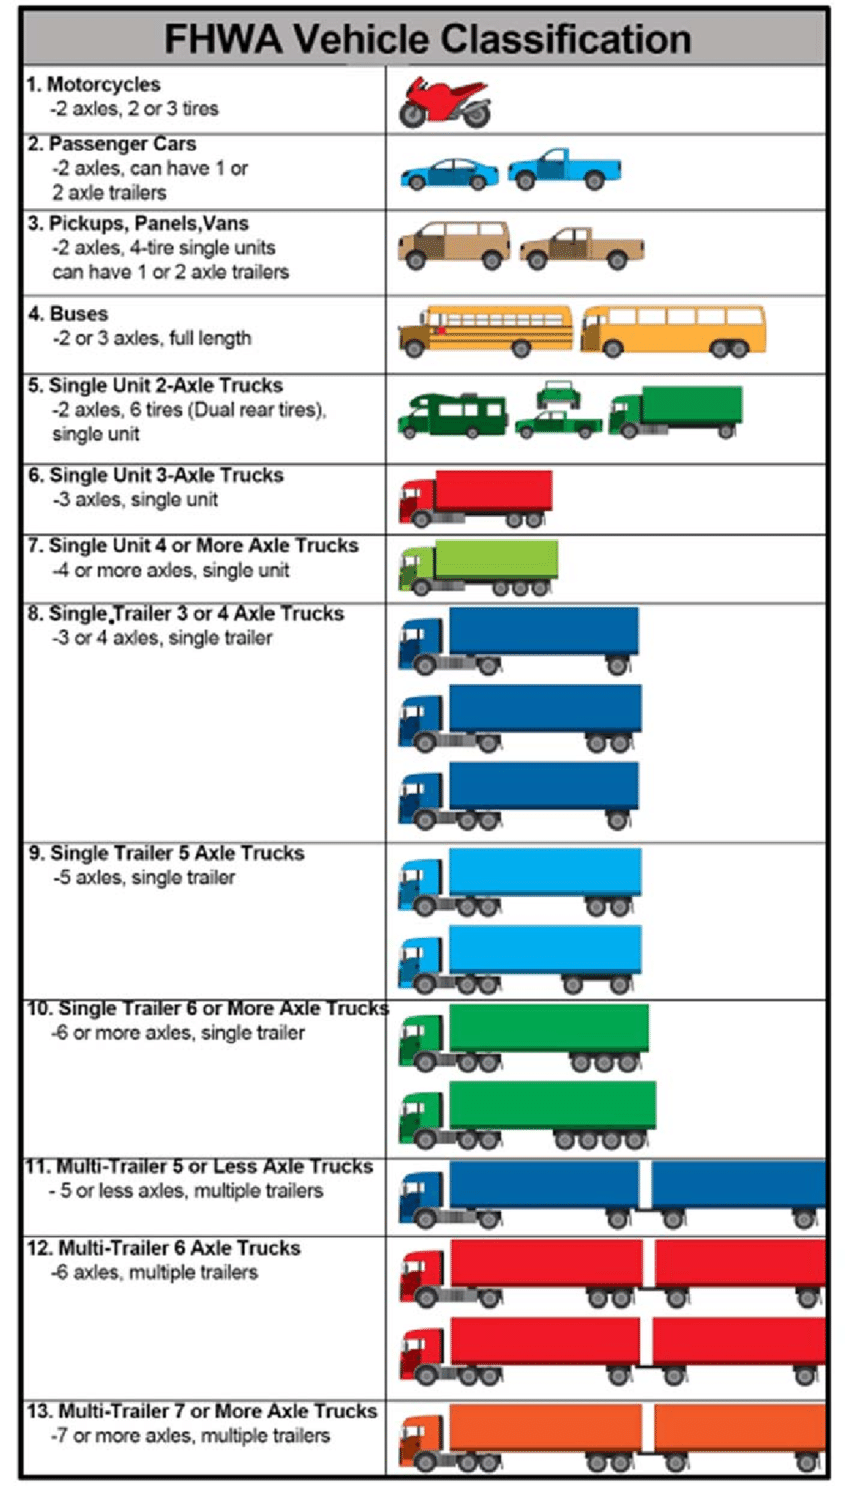 FHWA Vehicle Classification
1. Motorcycles
-2 axles, 2 or 3 tires
2. Passenger Cars
-2 axles, can have 1 or
2 axle trailers
3. Pickups, Panels,Vans
-2 axles, 4-tire single units
can have 1 or 2 axle trailers
4. Buses
-2 or 3 axles, full length
5. Single Unit 2-Axle Trucks
-2 axles, 6 tires (Dual rear tires),
single unit
6. Single Unit 3-Axle Trucks
-3 axles, single unit
7. Single Unit 4 or More Axle Trucks
-4 or more axles, single unit
8. Single Trailer 3 or 4 Axle Trucks
-3 or 4 axles, single trailer
9. Single Trailer 5 Axle Trucks
-5 axles, single trailer
10. Single Trailer 6 or More Axle Trucks
-6 or more axles, single trailer
11. Multi-Trailer 5 or Less Axle Trucks
- 5 or less axles, multiple trailers
12. Multi-Trailer 6 Axle Trucks
-6 axles, multiple trailers
13. Multi-Trailer 7 or More Axle Trucks
-7 or more axles, multiple trailers